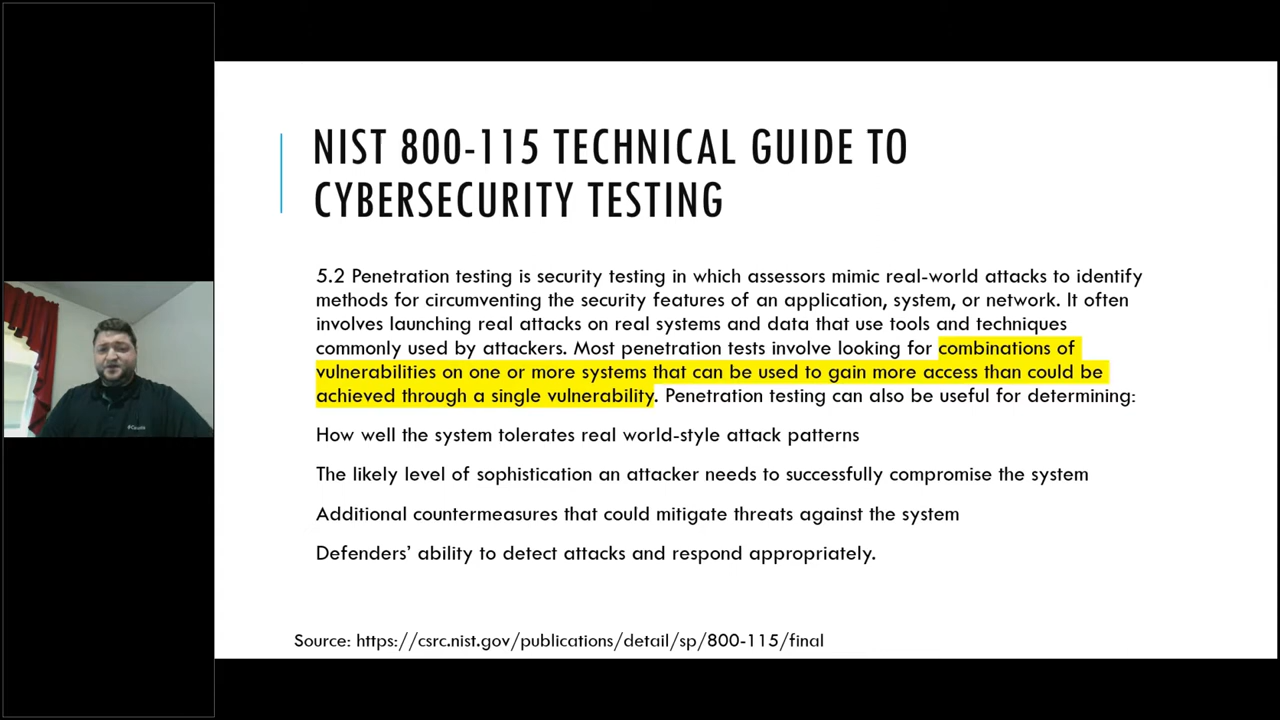 NIST 800-115 TECHNICAL GUIDE TO
CYBERSECURITY TESTING
5.2 Penetration testing is security testing in which assessors mimic real-world attacks to identify
methods for circumventing the security features of an application, system, or network. It often
involves launching real attacks on real systems and data that use tools and techniques
commonly used by attackers. Most penetration tests involve looking for combinations of
vulnerabilities on one or more systems that can be used to gain more access than could be
achieved through a single vulnerability. Penetration testing can also be useful for determining:
How well the system tolerates real world-style attack patterns
The likely level of sophistication an attacker needs to successfully compromise the system
Additional countermeasures that could mitigate threats against the system
Defenders’ ability to detect attacks and respond appropriately.
Source: https://csrc.nist.gov/publications/detail/sp/800-115/final